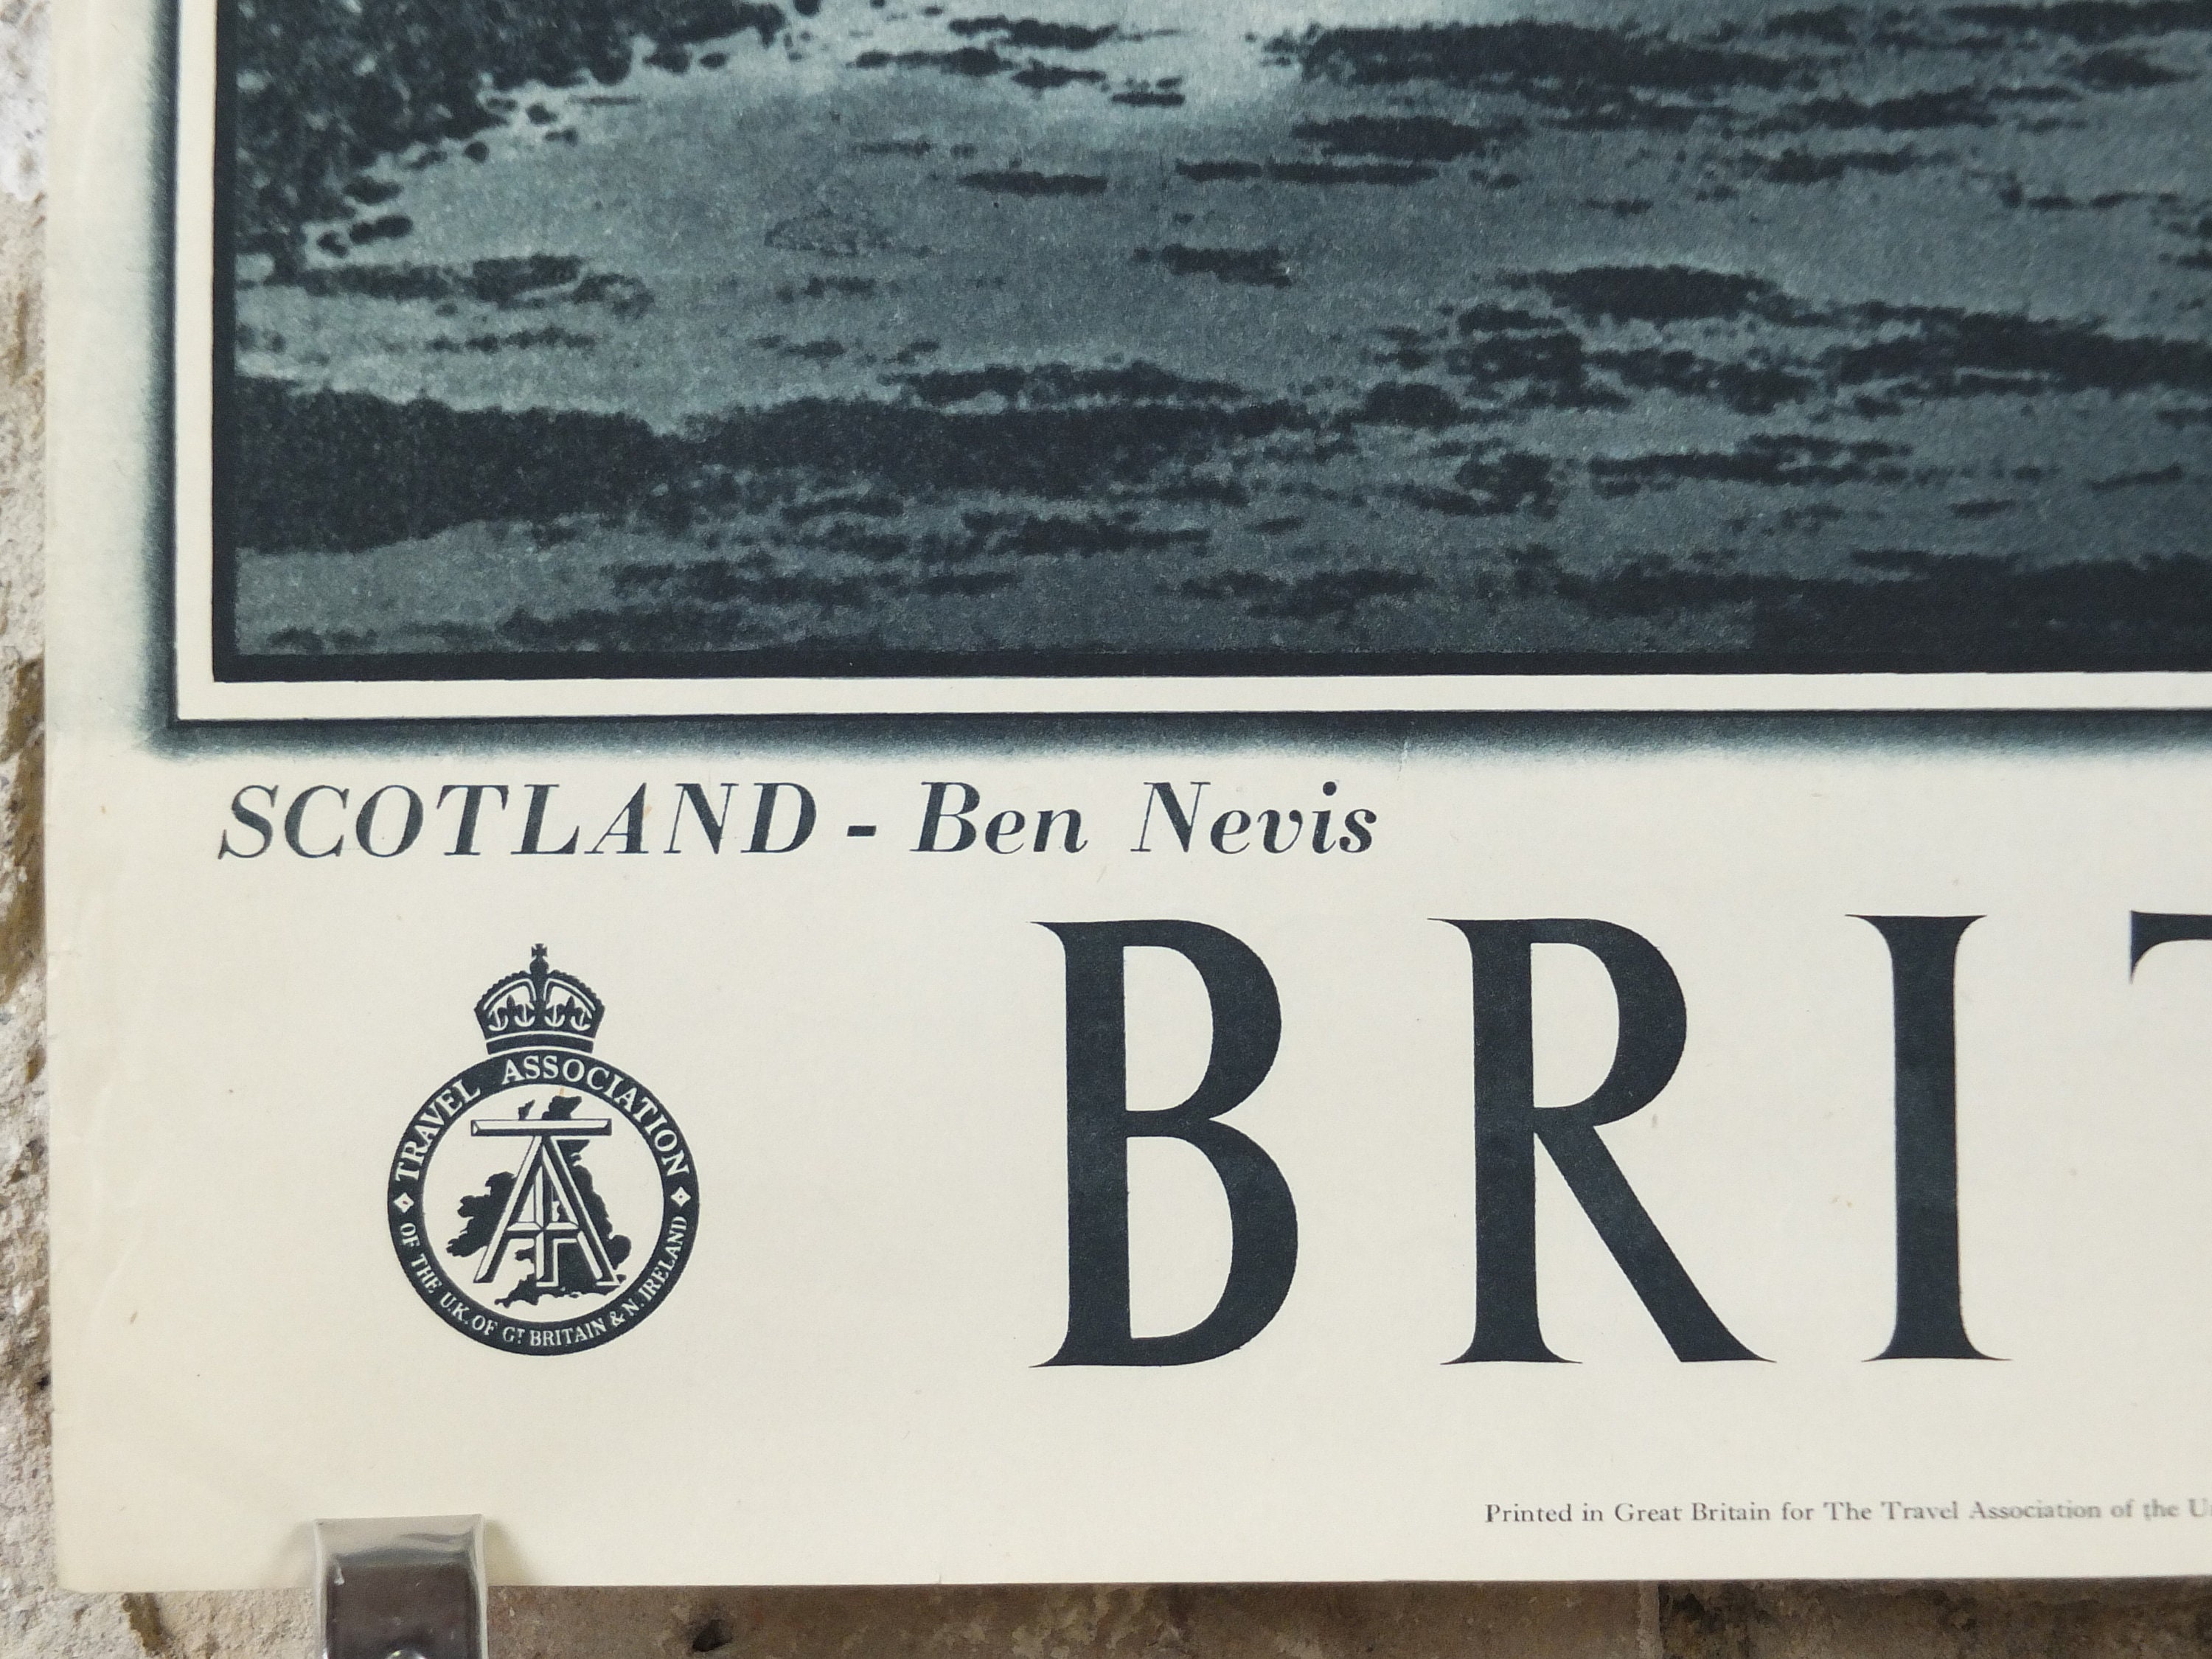 SCOTLAND - Ben Nevis
TRAVEL ASSOCIATION
OF THE U.K. OF GT BRITAIN & N. IRELAND
BRI
Printed in Great Britain for The Travel Association of the